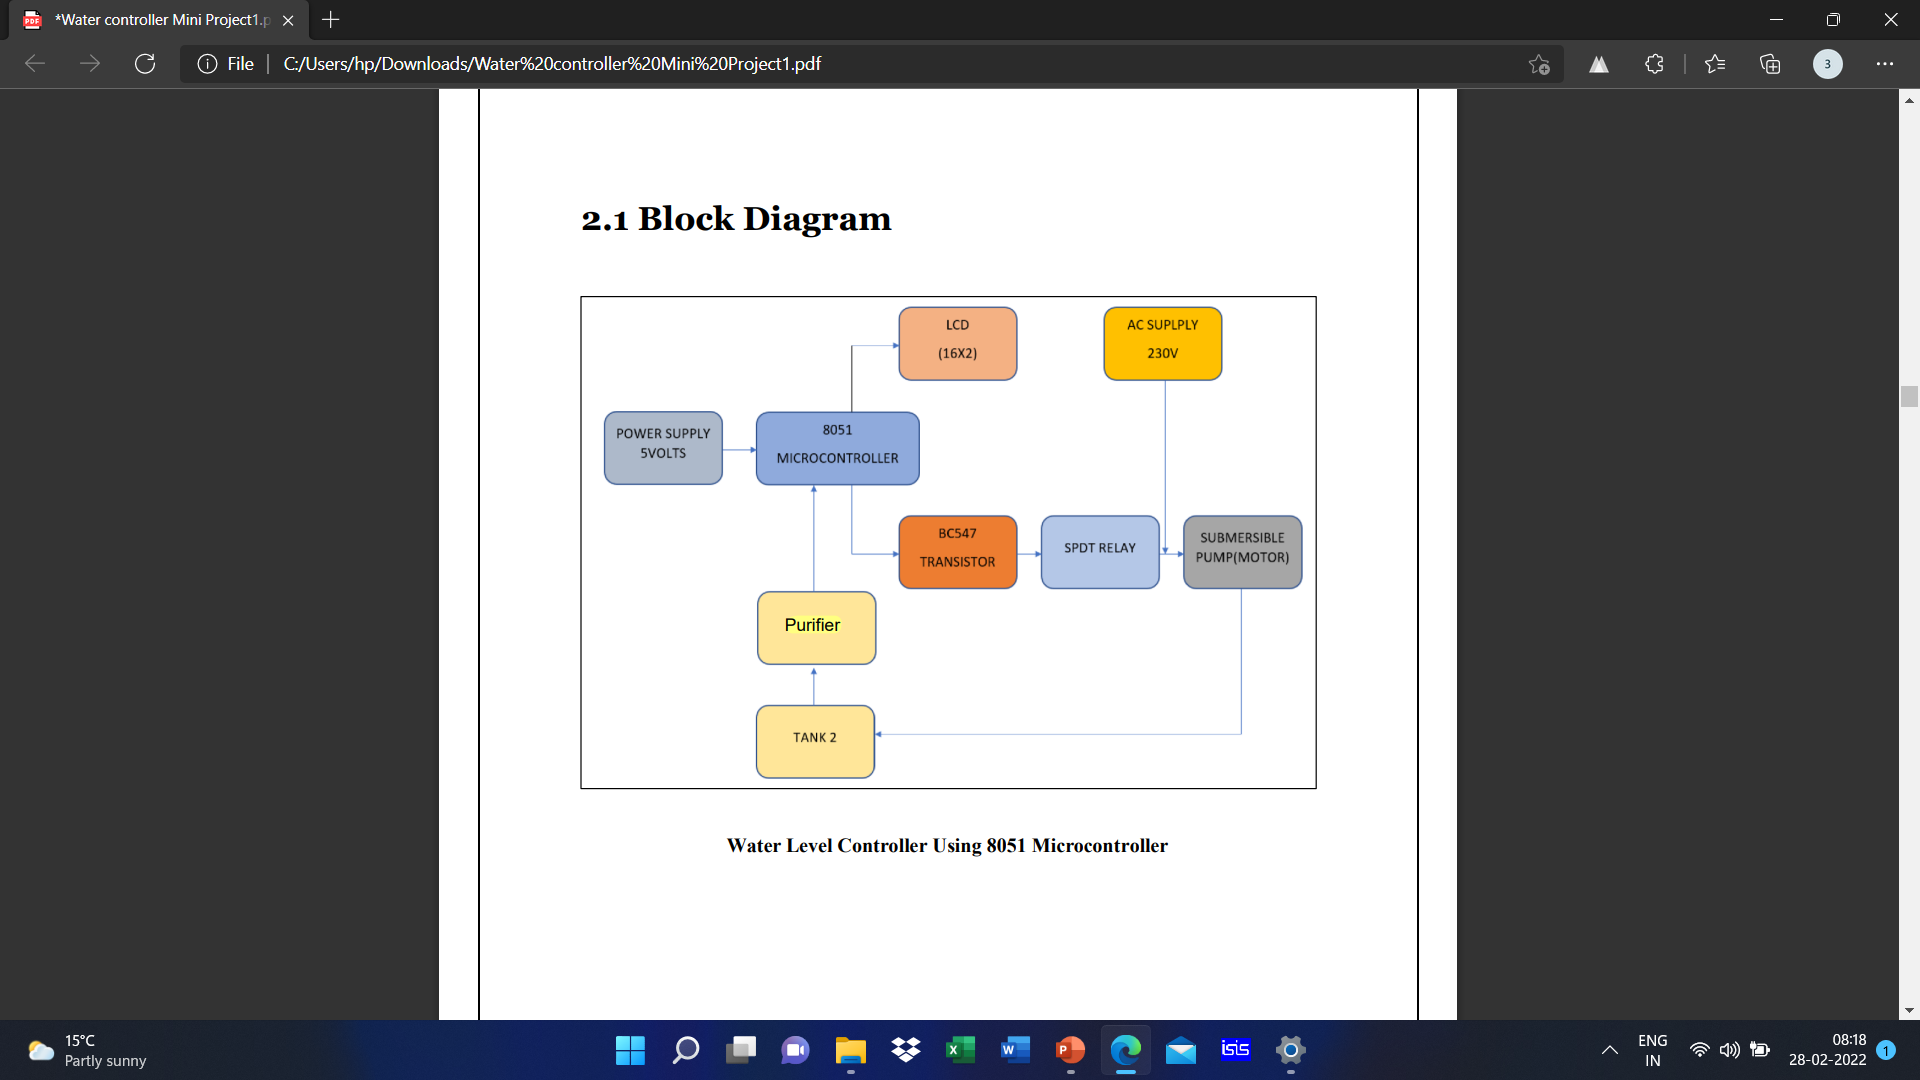 *Water controller Mini Project1.p
File
C:/Users/hp/Downloads/Water%20controller%20Mini%20Project1.pdf
3
2.1 Block Diagram
LCD
(16X2)
AC SUPLPLY
230V
POWER SUPPLY
5VOLTS
8051
MICROCONTROLLER
BC547
TRANSISTOR
SPDT RELAY
SUBMERSIBLE
PUMP(MOTOR)
Purifier
TANK 2
Water Level Controller Using 8051 Microcontroller
15°C
Partly sunny
isis
ENG
IN
08:18
28-02-2022
1